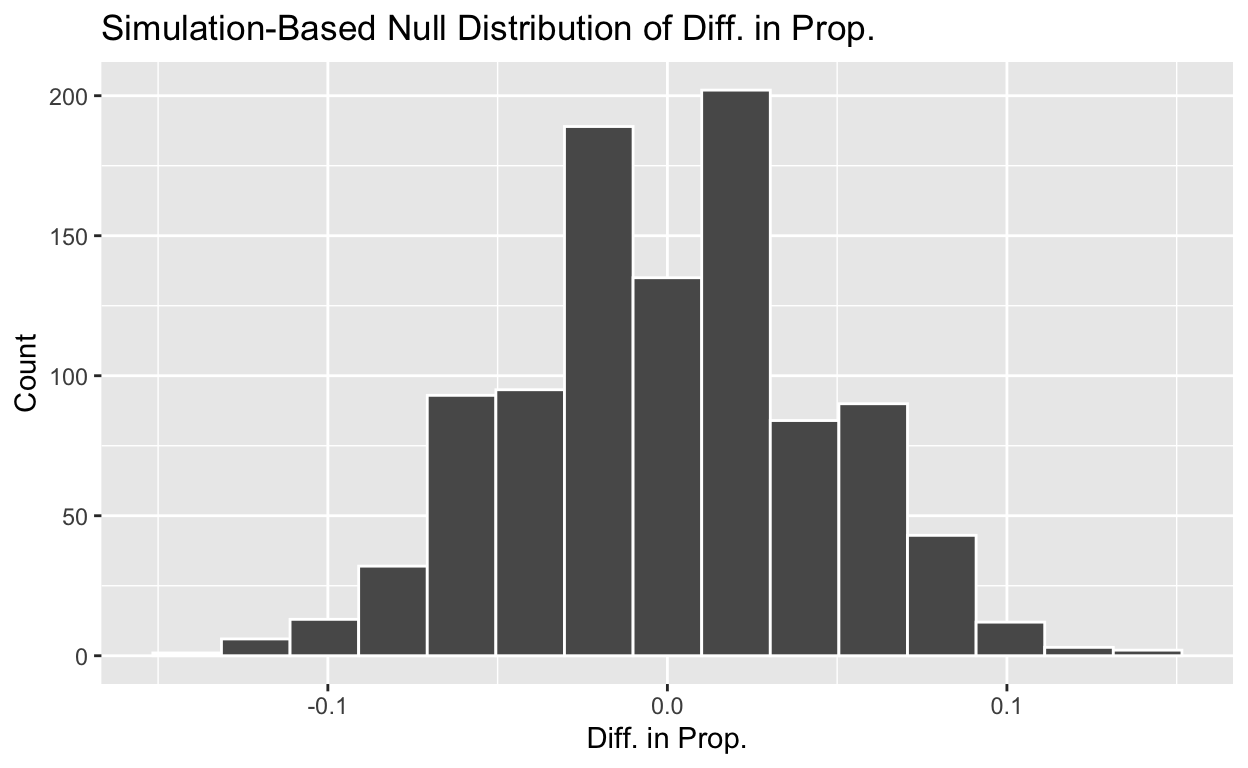 Simulation-Based Null Distribution of Diff. in Prop.
200
150
100
50
0
Count
-0.1
0.0
0.1
Diff. in Prop.